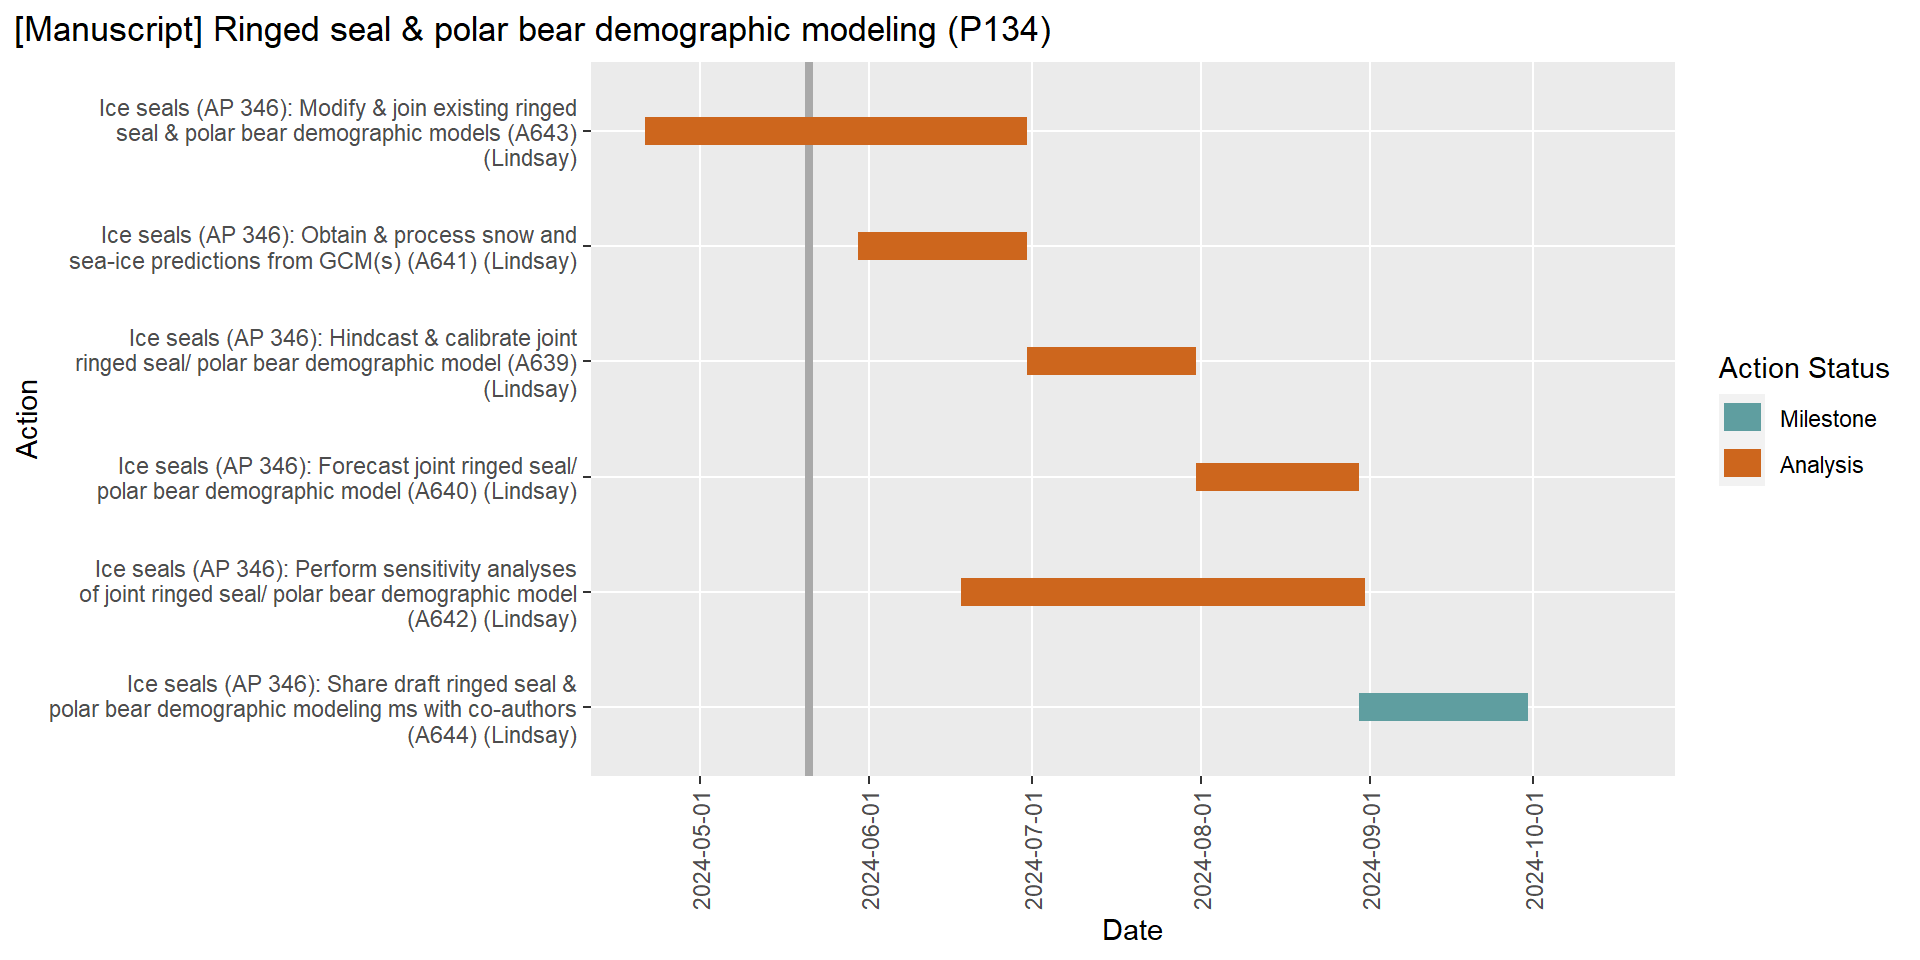 [Manuscript] Ringed seal & polar bear demographic modeling (P134)
Ice seals (AP 346): Modify & join existing ringed
seal & polar bear demographic models (A643)
(Lindsay)
Ice seals (AP 346): Obtain & process snow and
sea-ice predictions from GCM(s) (A641) (Lindsay)
Ice seals (AP 346): Hindcast & calibrate joint
ringed seal/ polar bear demographic model (A639)
(Lindsay)
Ice seals (AP 346): Forecast joint ringed seal/
polar bear demographic model (A640) (Lindsay)
Ice seals (AP 346): Perform sensitivity analyses
of joint ringed seal/ polar bear demographic model
(A642) (Lindsay)
Ice seals (AP 346): Share draft ringed seal &
polar bear demographic modeling ms with co-authors
(A644) (Lindsay)
Action
2024-05-01
2024-06-01
2024-07-01
2024-08-01
2024-09-01
2024-10-01
Date
Action Status
Milestone
Analysis